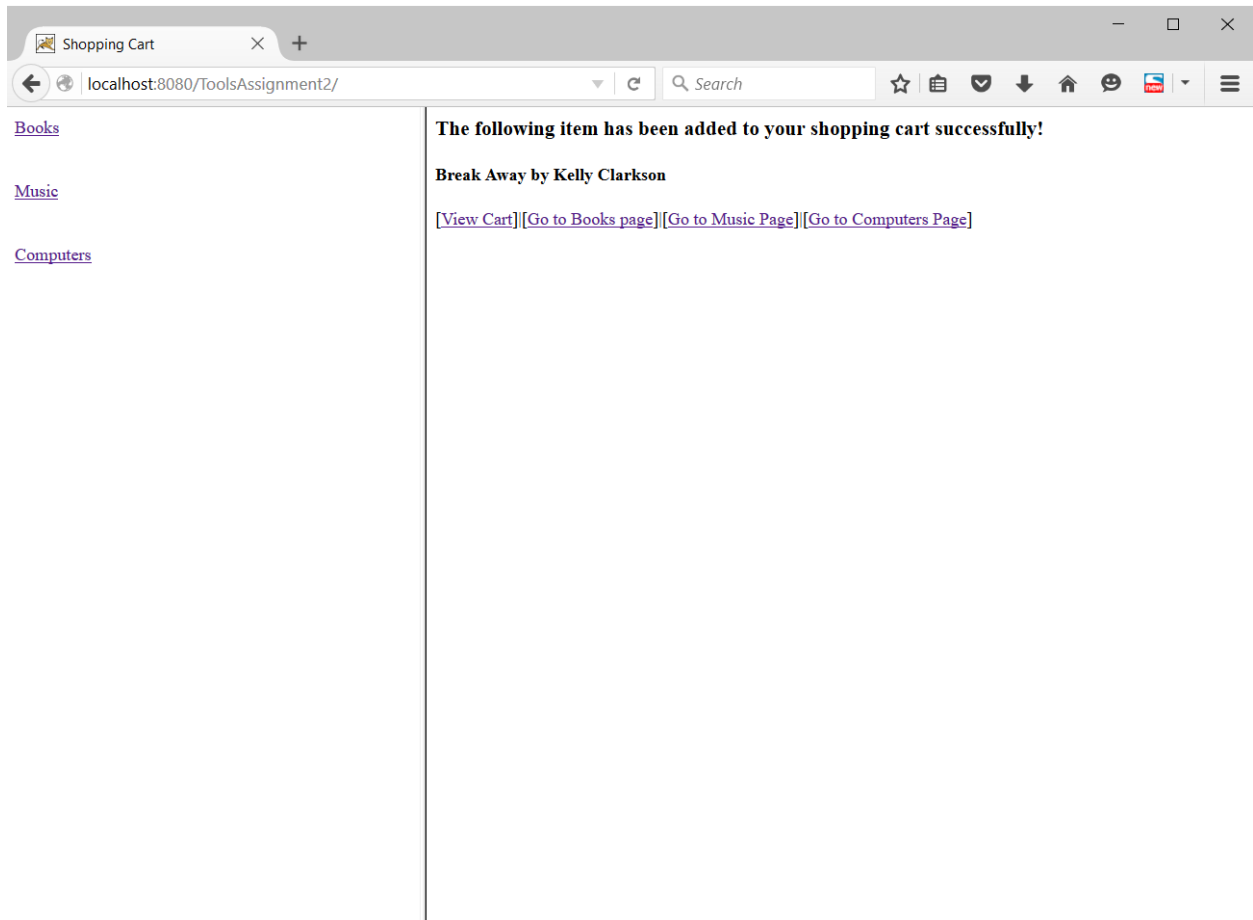 Shopping Cart
localhost:8080/ToolsAssignment2/
Search
new
Books
Music
Computers
The following item has been added to your shopping cart successfully!
Break Away by Kelly Clarkson
[View Cart]|[Go to Books page]|[Go to Music Page]|[Go to Computers Page]